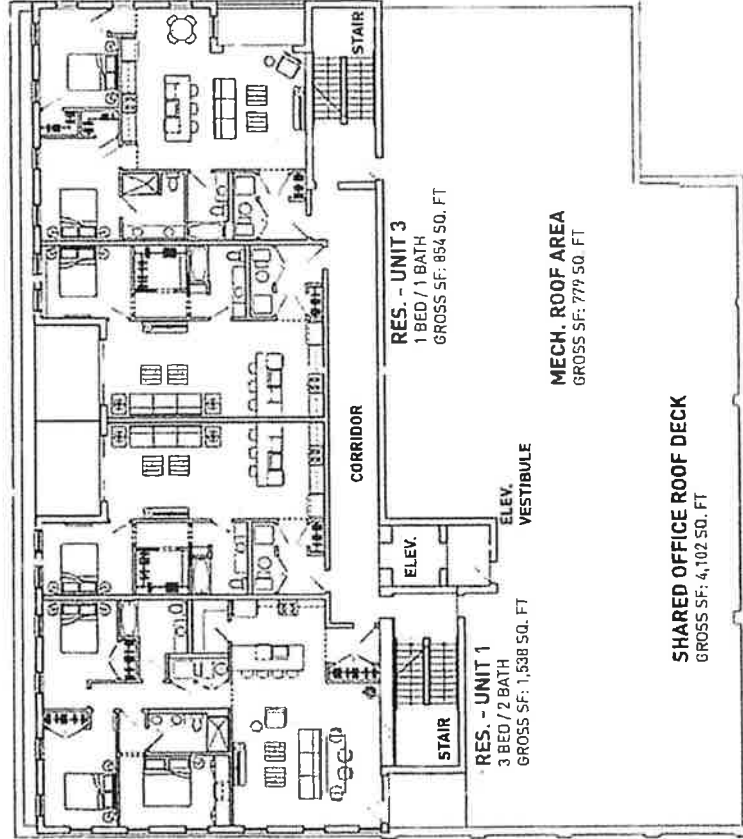 STAIR
RES. - UNIT 3
1 BED / 1 BATH
GROSS SF: 854 SQ. FT
CORRIDOR
MECH. ROOF AREA
GROSS SF: 779 SQ. FT
ELEV.
ELEV.
VESTIBULE
STAIR
RES. - UNIT 1
3 BED / 2 BATH
GROSS SF: 1,538 SQ. FT
SHARED OFFICE ROOF DECK
GROSS SF: 4,102 SQ. FT